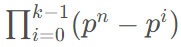 ∏_{i=0}^{k−1}(p^n − p^i)